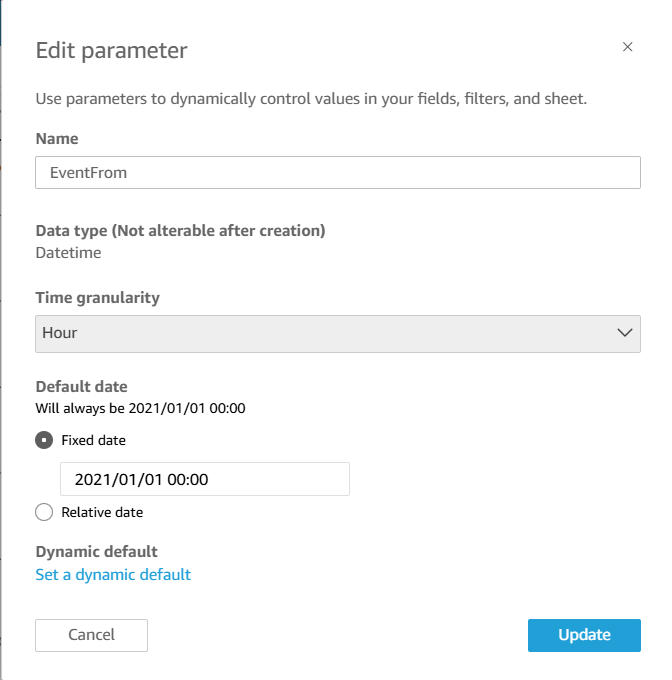 Edit parameter
Use parameters to dynamically control values in your fields, filters, and sheet.
Name
EventFrom
Data type (Not alterable after creation)
Datetime
Time granularity
Hour
Default date
Will always be 2021/01/01 00:00
Fixed date
2021/01/01 00:00
Relative date
Dynamic default
Set a dynamic default
Cancel
Update